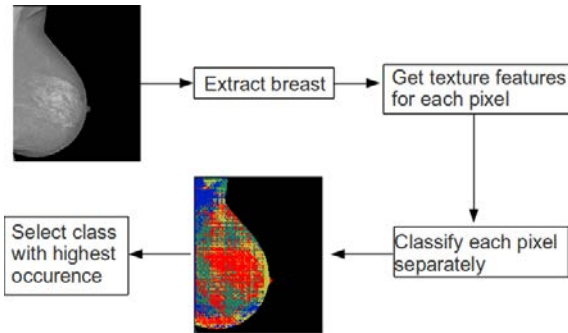 Extract breast
Get texture features
for each pixel
Classify each pixel
separately
Select class
with highest
occurence